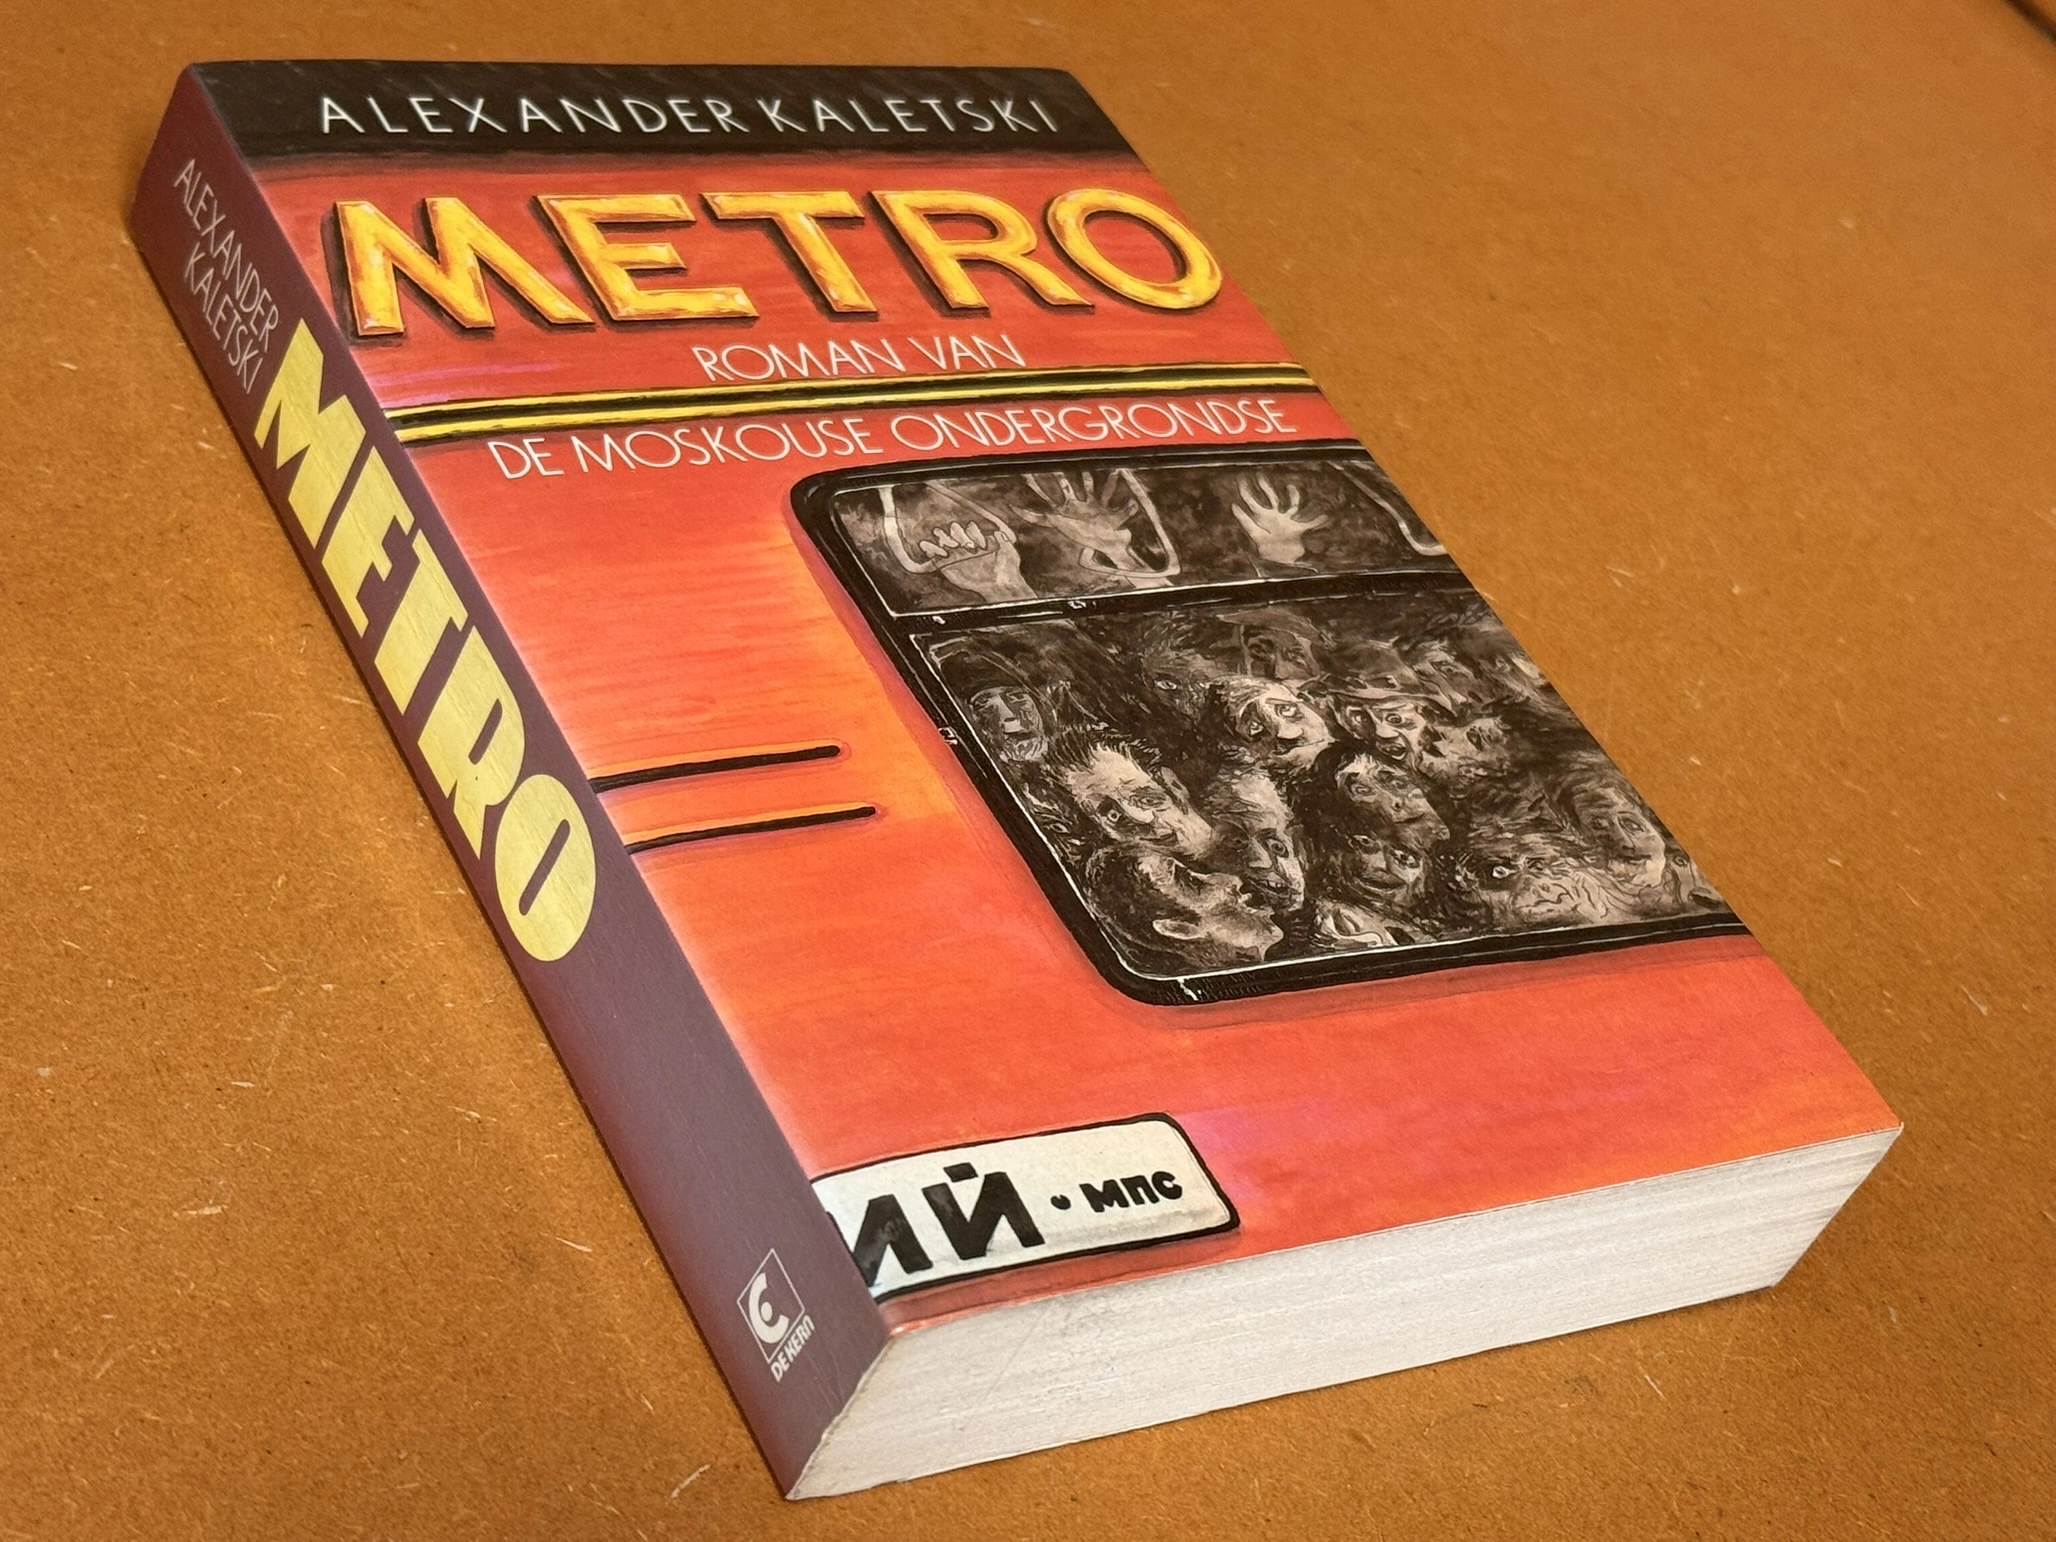 ALEXANDER KALETSKI
METRO
ROMAN VAN
DE MOSKOUSE ONDERGRONDSE
ИЙ • МПС
ALEXANDER
KALETSKI
METRO
DE KERN